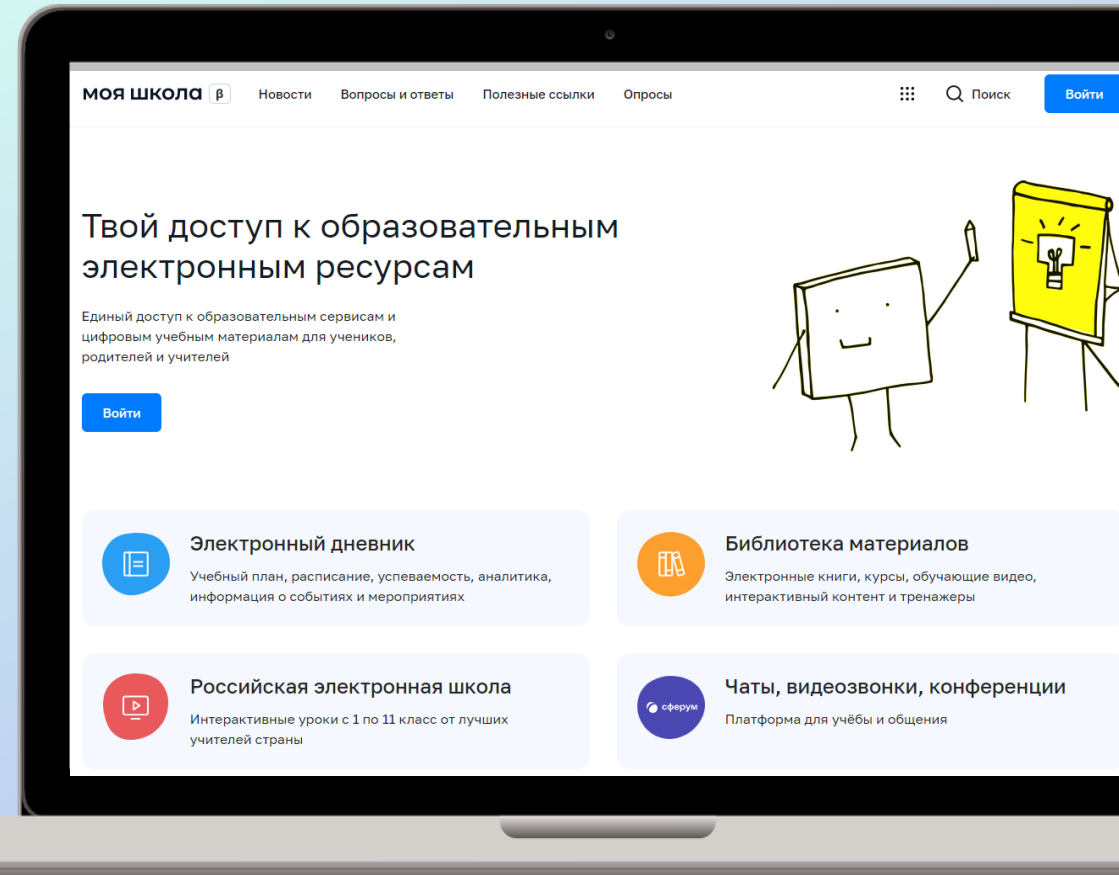 моя школа β
Новости
Вопросы и ответы
Полезные ссылки
Опросы
Поиск
Войти
Твой доступ к образовательным
электронным ресурсам
Единый доступ к образовательным сервисам и
цифровым учебным материалам для учеников,
родителей и учителей
Войти
Электронный дневник
Учебный план, расписание, успеваемость, аналитика,
информация о событиях и мероприятиях
Библиотека материалов
Электронные книги, курсы, обучающие видео,
интерактивный контент и тренажеры
Российская электронная школа
Интерактивные уроки с 1 по 11 класс от лучших
учителей страны
сферум
Чаты, видеозвонки, конференции
Платформа для учёбы и общения